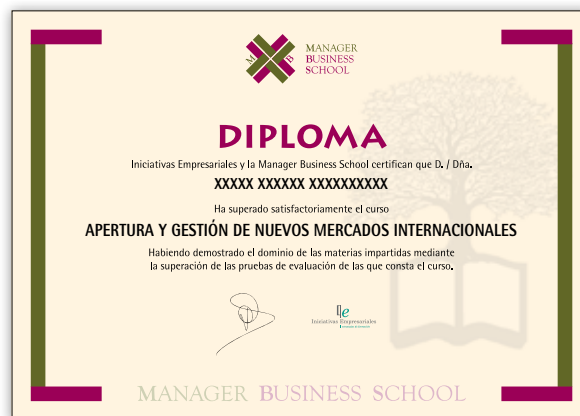 M B
MANAGER
BUSINESS
SCHOOL
DIPLOMA
Iniciativas Empresariales y la Manager Business School certifican que D. / Dña.
XXXXX XXXXXX XXXXXXXXXX
Ha superado satisfactoriamente el curso
APERTURA Y GESTIÓN DE NUEVOS MERCADOS INTERNACIONALES
Habiendo demostrado el dominio de las materias impartidas mediante
la superación de las pruebas de evaluación de las que consta el curso.
Ile
Iniciativas Empresariales
MANAGER BUSINESS SCHOOL